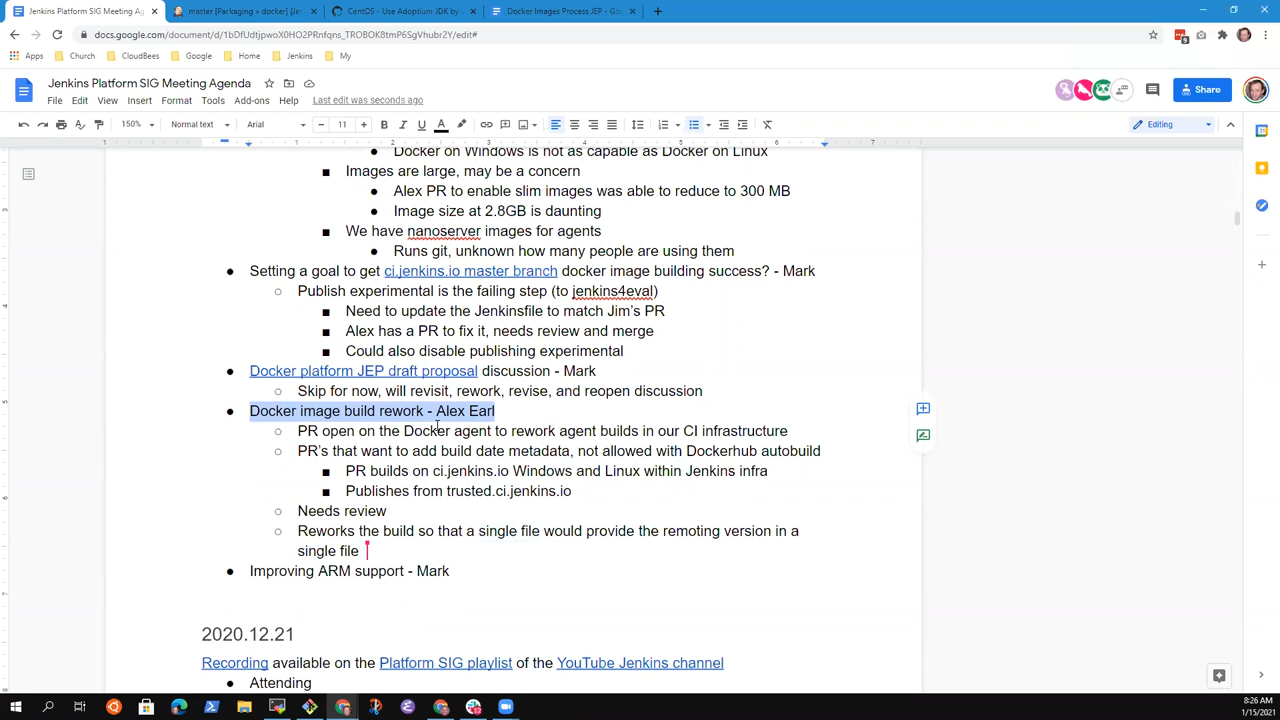 Jenkins Platform SIG Meeting Ag
master [Packaging + docker] [Jen
CentOS - Use Adoptium JDK by
Docker Images Process JEP - Go
docs.google.com/document/d/1bDfUdtjpwoX0HO2PRnfqns_TROBOK8tmP6SgVhubr2Y/edit#
Apps
Church
CloudBees
Google
Home
Jenkins
My
Jenkins Platform SIG Meeting Agenda
File
Edit
View
Insert
Format
Tools
Add-ons
Help
Last edit was seconds ago
Share
150%
Normal text
Arial
11
Editing
1
1
2
3
4
5
6
7
Docker on Windows is not as capable as Docker on Linux
Images are large, may be a concern
Alex PR to enable slim images was able to reduce to 300 MB
Image size at 2.8GB is daunting
We have nanoserver images for agents
Runs git, unknown how many people are using them
Setting a goal to get ci.jenkins.io master branch docker image building success? - Mark
Publish experimental is the failing step (to jenkins4eval)
Need to update the Jenkinsfile to match Jim's PR
Alex has a PR to fix it, needs review and merge
Could also disable publishing experimental
Docker platform JEP draft proposal discussion - Mark
Skip for now, will revisit, rework, revise, and reopen discussion
Docker image build rework - Alex Earl
PR open on the Docker agent to rework agent builds in our CI infrastructure
PR's that want to add build date metadata, not allowed with Dockerhub autobuild
PR builds on ci.jenkins.io Windows and Linux within Jenkins infra
Publishes from trusted.ci.jenkins.io
Needs review
Reworks the build so that a single file would provide the remoting version in a
single file
Improving ARM support - Mark
2020.12.21
Recording available on the Platform SIG playlist of the YouTube Jenkins channel
Attending
8:26 AM
1/15/2021